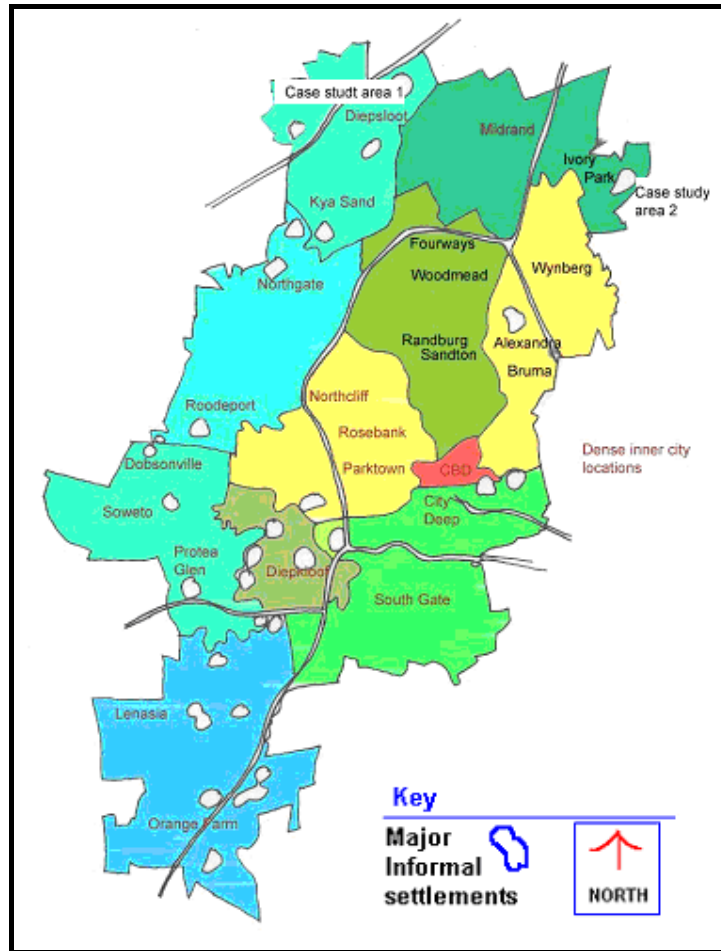 Case studt area 1
Diepsloot
Midrand
Ivory
Park
Case study
area 2
Kya Sand
Fourways
Wynberg
Northgate
Woodmead
Randburg
Sandton
Alexandra
Bruma
Northcliff
Roodeport
Rosebank
Dense inner city
locations
Dobsonville
Parktown
CBD
Soweto
City
Deep
Protea
Glen
Diepkloof
South Gate
Lenasia
Orange Farm
Key
Major
Informal
settlements
NORTH